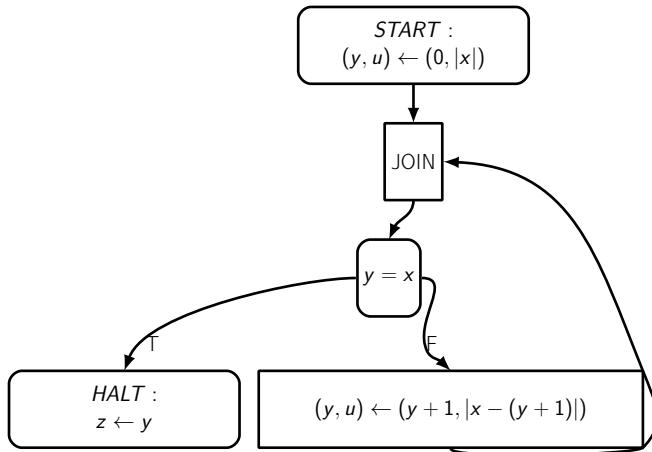 START :
(y, u) ← (0, |x|)
JOIN
y = x
T
F
HALT :
z ← y
(y, u) ← (y + 1, |x − (y + 1)|)